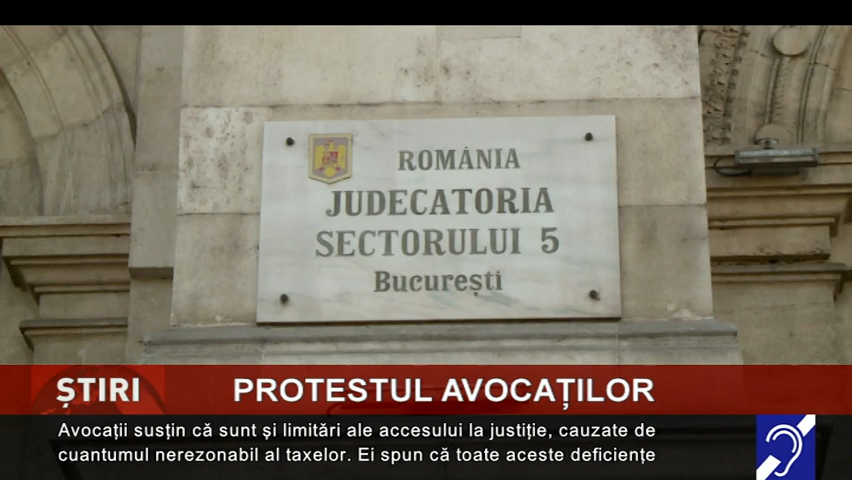 ROMÂNIA
JUDECATORIA
SECTORULUI 5
București
ȘTIRI
PROTESTUL AVOCAȚILOR
Avocații susțin că sunt și limitări ale accesului la justiție, cauzate de
cuantumul nerezonabil al taxelor. Ei spun că toate aceste deficiențe